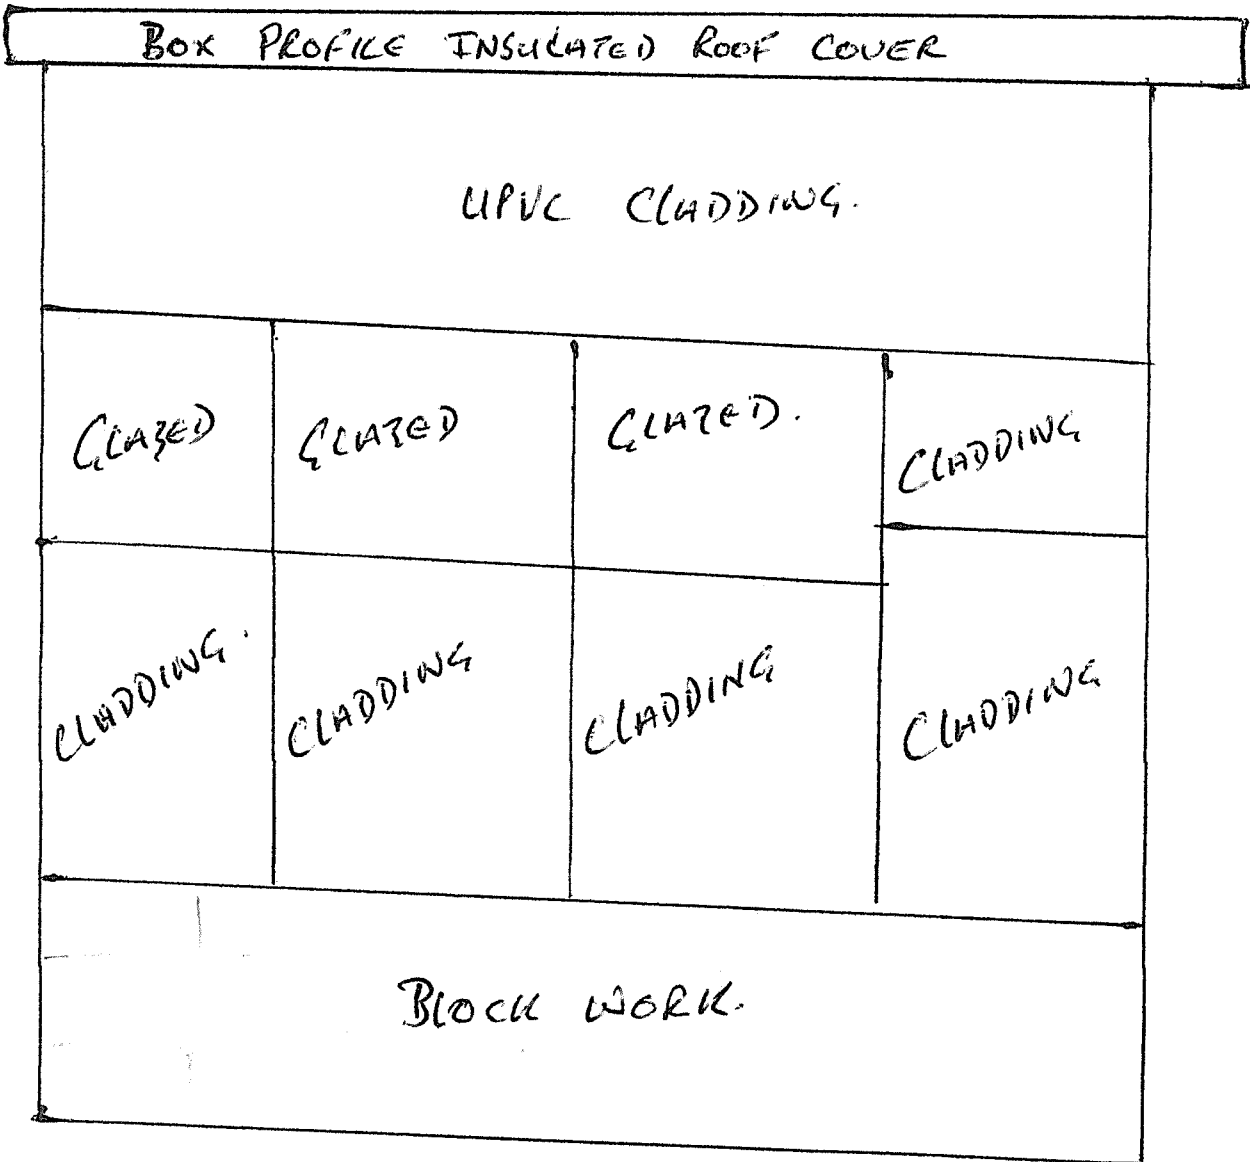 BOX PROFILE INSULATED ROOF COVER
UPVC CLADDING.
GLAZED GLAZED GLAZED. CLADDING
CLADDING. CLADDING CLADDING CLADDING
BLOCK WORK.